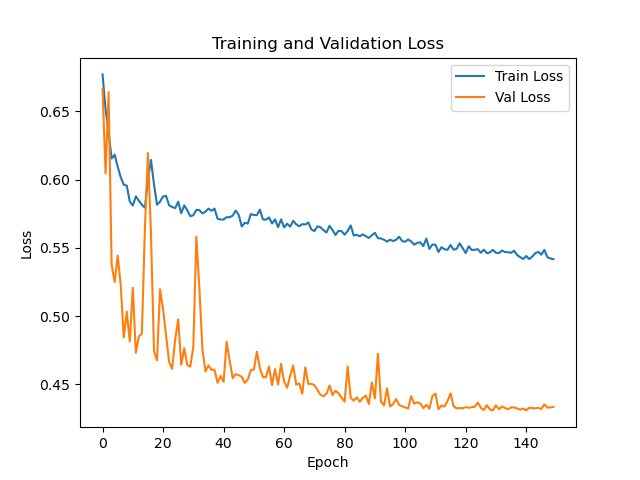 Training and Validation Loss
Train Loss
Val Loss
0.65
0.60
0.55
0.50
0.45
Loss
0 20 40 60 80 100 120 140
Epoch